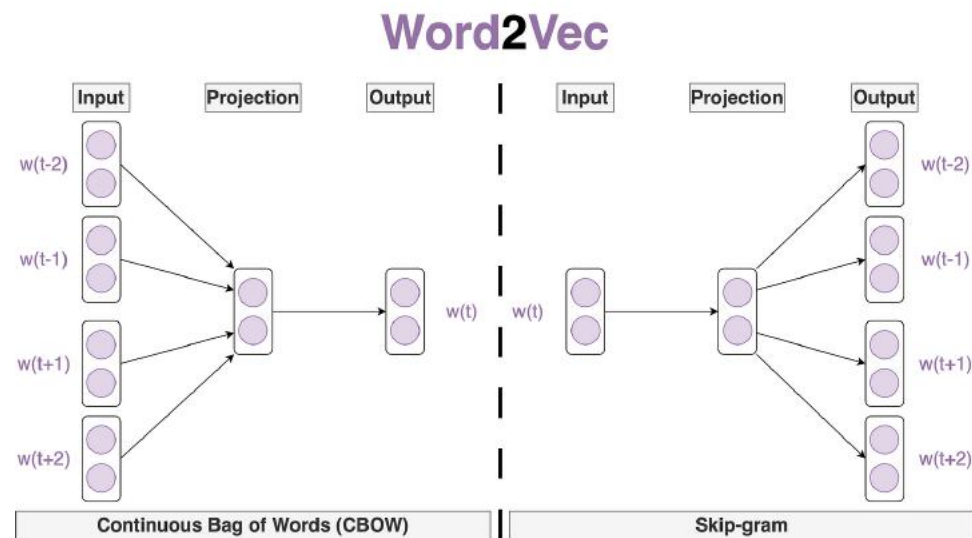 Word2Vec
Input Projection Output
w(t-2)
w(t-1)
w(t+1)
w(t+2)
w(t)
Continuous Bag of Words (CBOW)
Input Projection Output
w(t)
w(t-2)
w(t-1)
w(t+1)
w(t+2)
Skip-gram